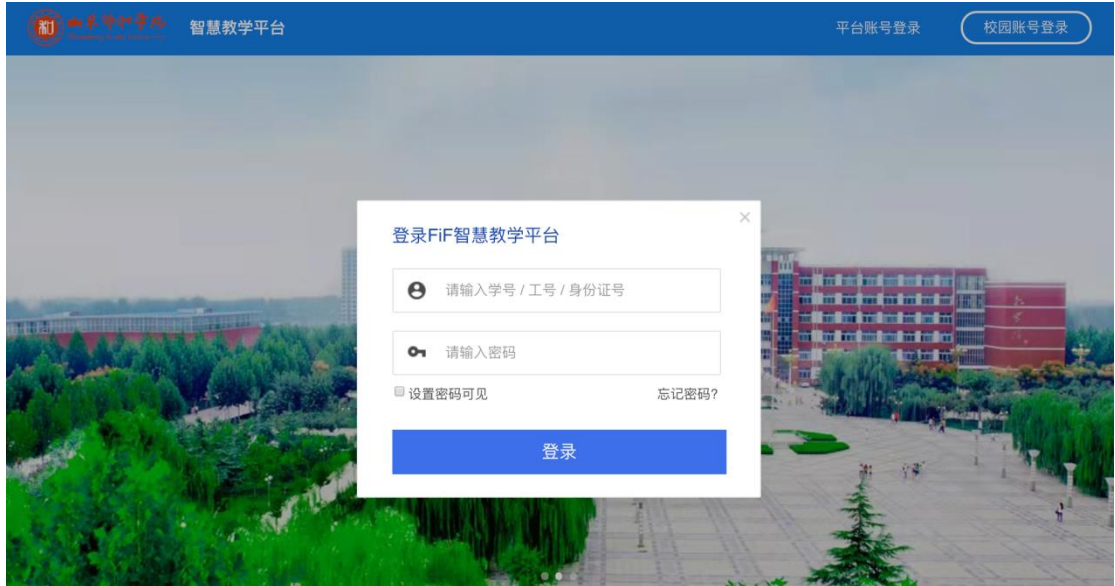 智慧教学平台
平台账号登录
校园账号登录
登录FiF智慧教学平台
请输入学号 / 工号 / 身份证号
请输入密码
设置密码可见
忘记密码?
登录